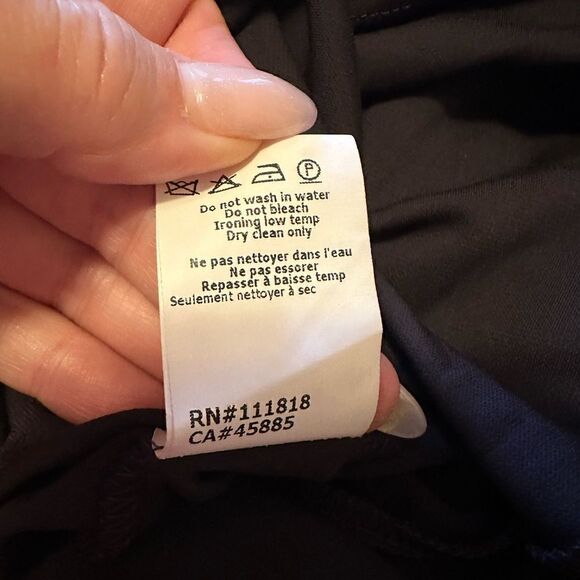 P
Do not wash in water
Do not bleach
Ironing low temp
Dry clean only
Ne pas nettoyer dans l'eau
Ne pas essorer
Repasser à baisse temp
Seulement nettoyer à sec
RN#111818
CA#45885